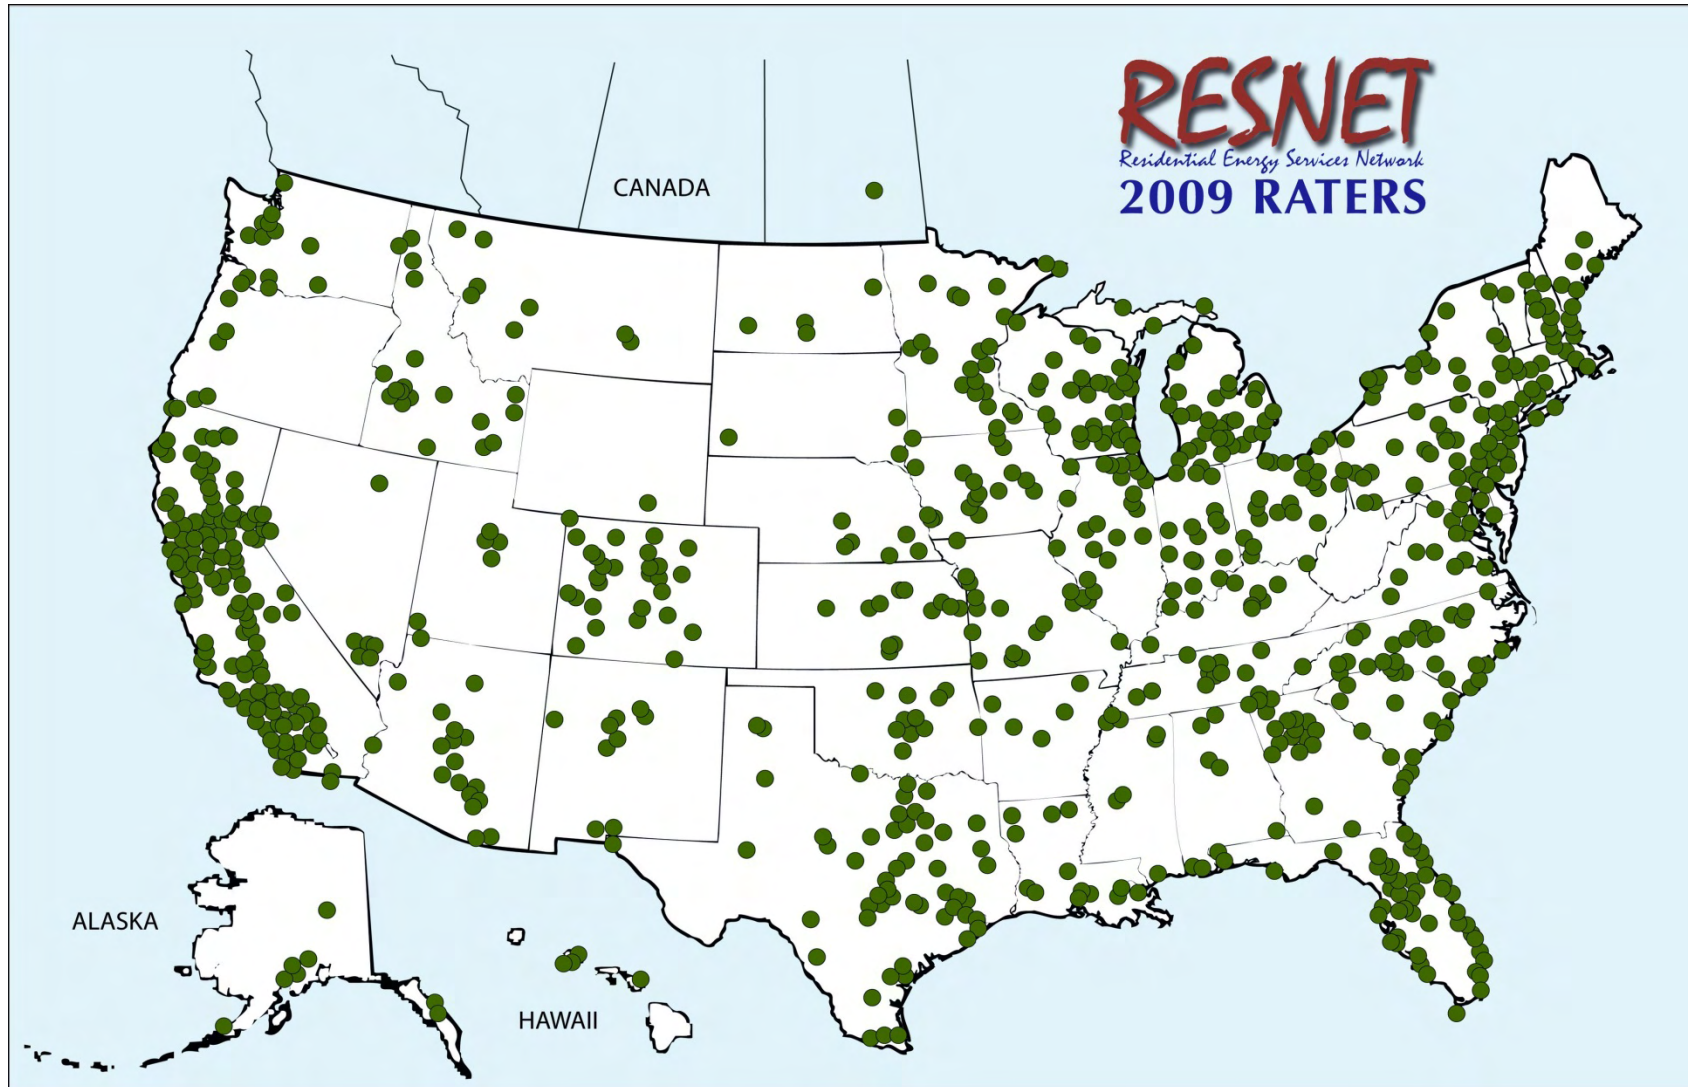 RESNET
Residential Energy Services Network
2009 RATERS
CANADA
ALASKA
HAWAII